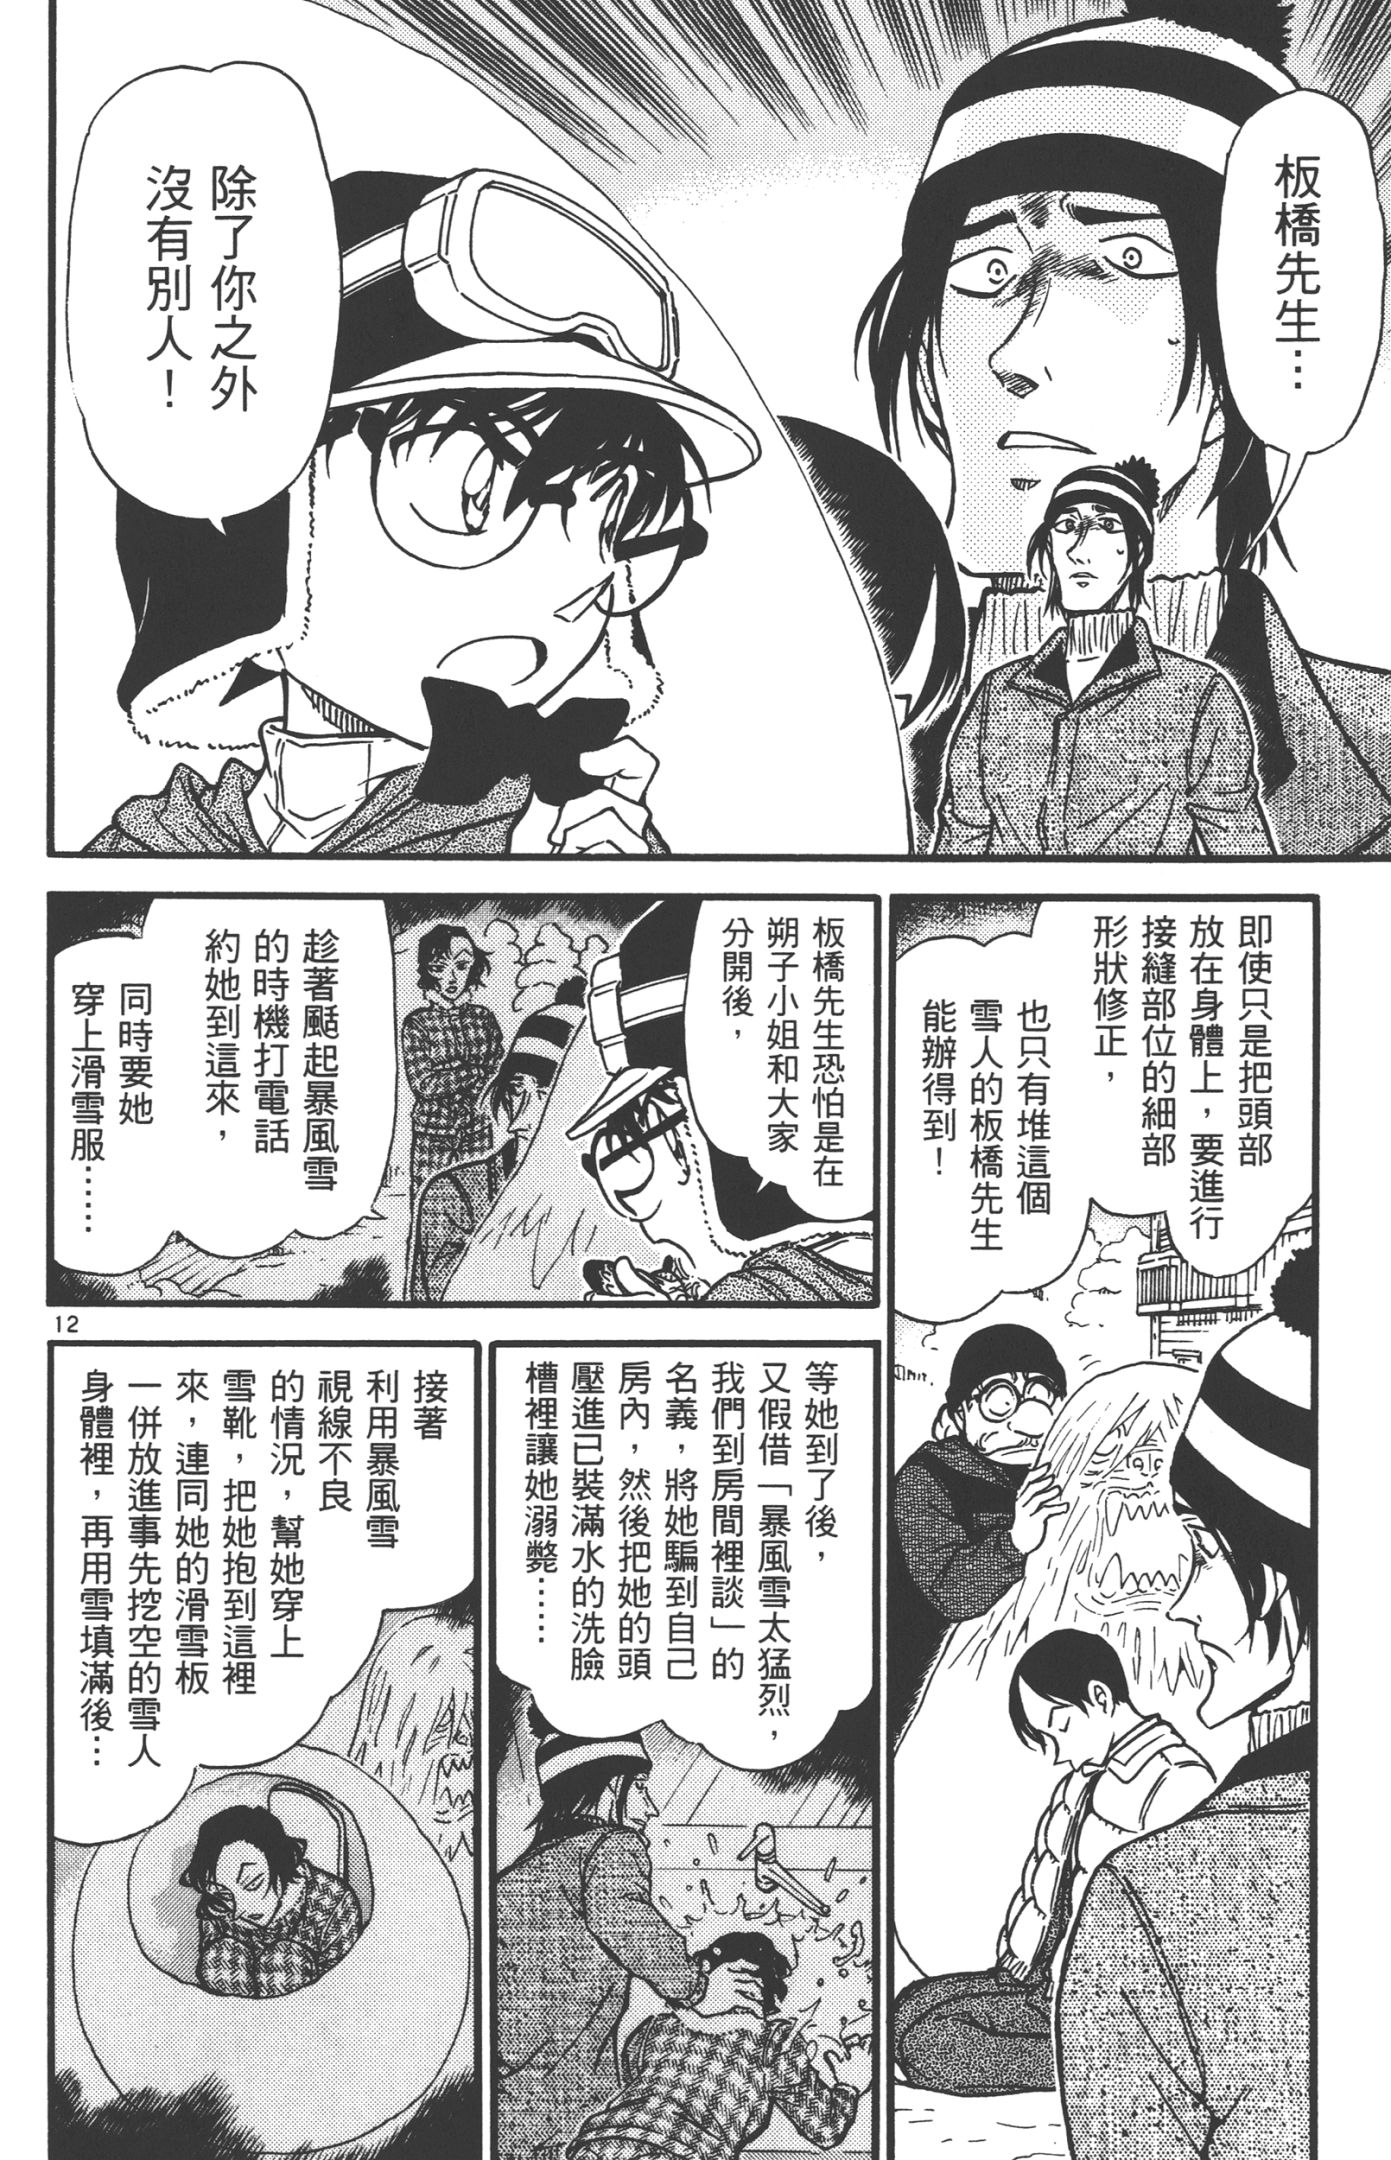 板橋先生…
除了你之外
沒有別人！
即使只是把頭部
放在身體上，要進行
接縫部位的細部
形狀修正，
也只有堆這個
雪人的板橋先生
能辦得到！
板橋先生恐怕是在
朔子小姐和大家
分開後，
趁著颳起暴風雪
的時機打電話
約她到這來，
同時要她
穿上滑雪服……
等她到了後，
又假借「暴風雪太猛烈，
我們到房間裡談」的
名義，將她騙到自己
房內，然後把她的頭
壓進已裝滿水的洗臉
槽裡讓她溺斃……
接著
利用暴風雪
視線不良
的情況，幫她穿上
雪靴，把她抱到這裡
來，連同她的滑雪板
一併放進事先挖空的雪人
身體裡，再用雪填滿後…
12